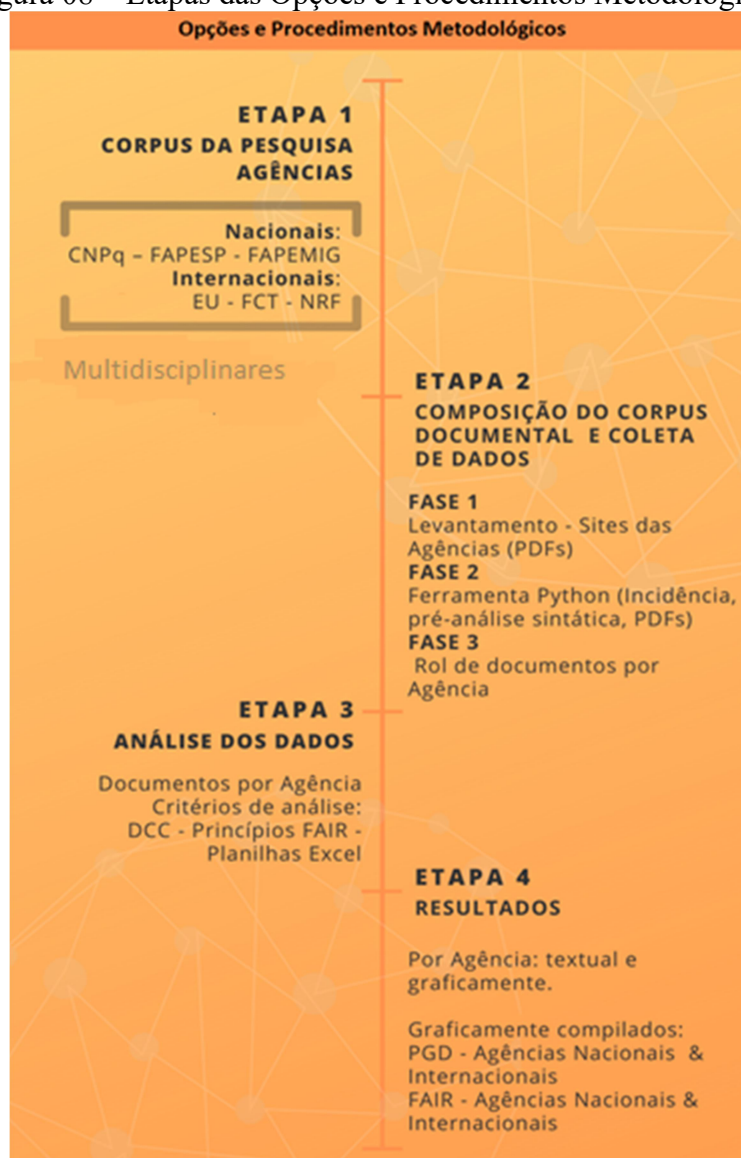 Etapas das Opções e Procedimentos
Opções e Procedimentos Metodológicos
ETAPA 1
CORPUS DA PESQUISA
AGÊNCIAS
Nacionais:
CNPq – FAPESP - FAPEMIG
Internacionais:
EU - FCT - NRF
Multidisciplinares
ETAPA 2
COMPOSIÇÃO DO CORPUS
DOCUMENTAL E COLETA
DE DADOS
FASE 1
Levantamento - Sites das
Agências (PDFs)
FASE 2
Ferramenta Python (Incidência,
pré-análise sintática, PDFs)
FASE 3
Rol de documentos por
Agência
ETAPA 3
ANÁLISE DOS DADOS
Documentos por Agência
Critérios de análise:
DCC - Princípios FAIR -
Planilhas Excel
ETAPA 4
RESULTADOS
Por Agência: textual e
graficamente.
Graficamente compilados:
PGD - Agências Nacionais &
Internacionais
FAIR - Agências Nacionais &
Internacionais